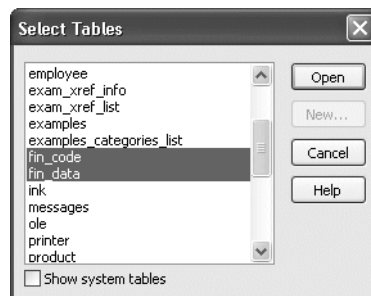 Select Tables
employee
exam_xref_info
exam_xref_list
examples
examples_categories_list
fin_code
fin_data
ink
messages
ole
printer
product
Open
New...
Cancel
Help
Show system tables